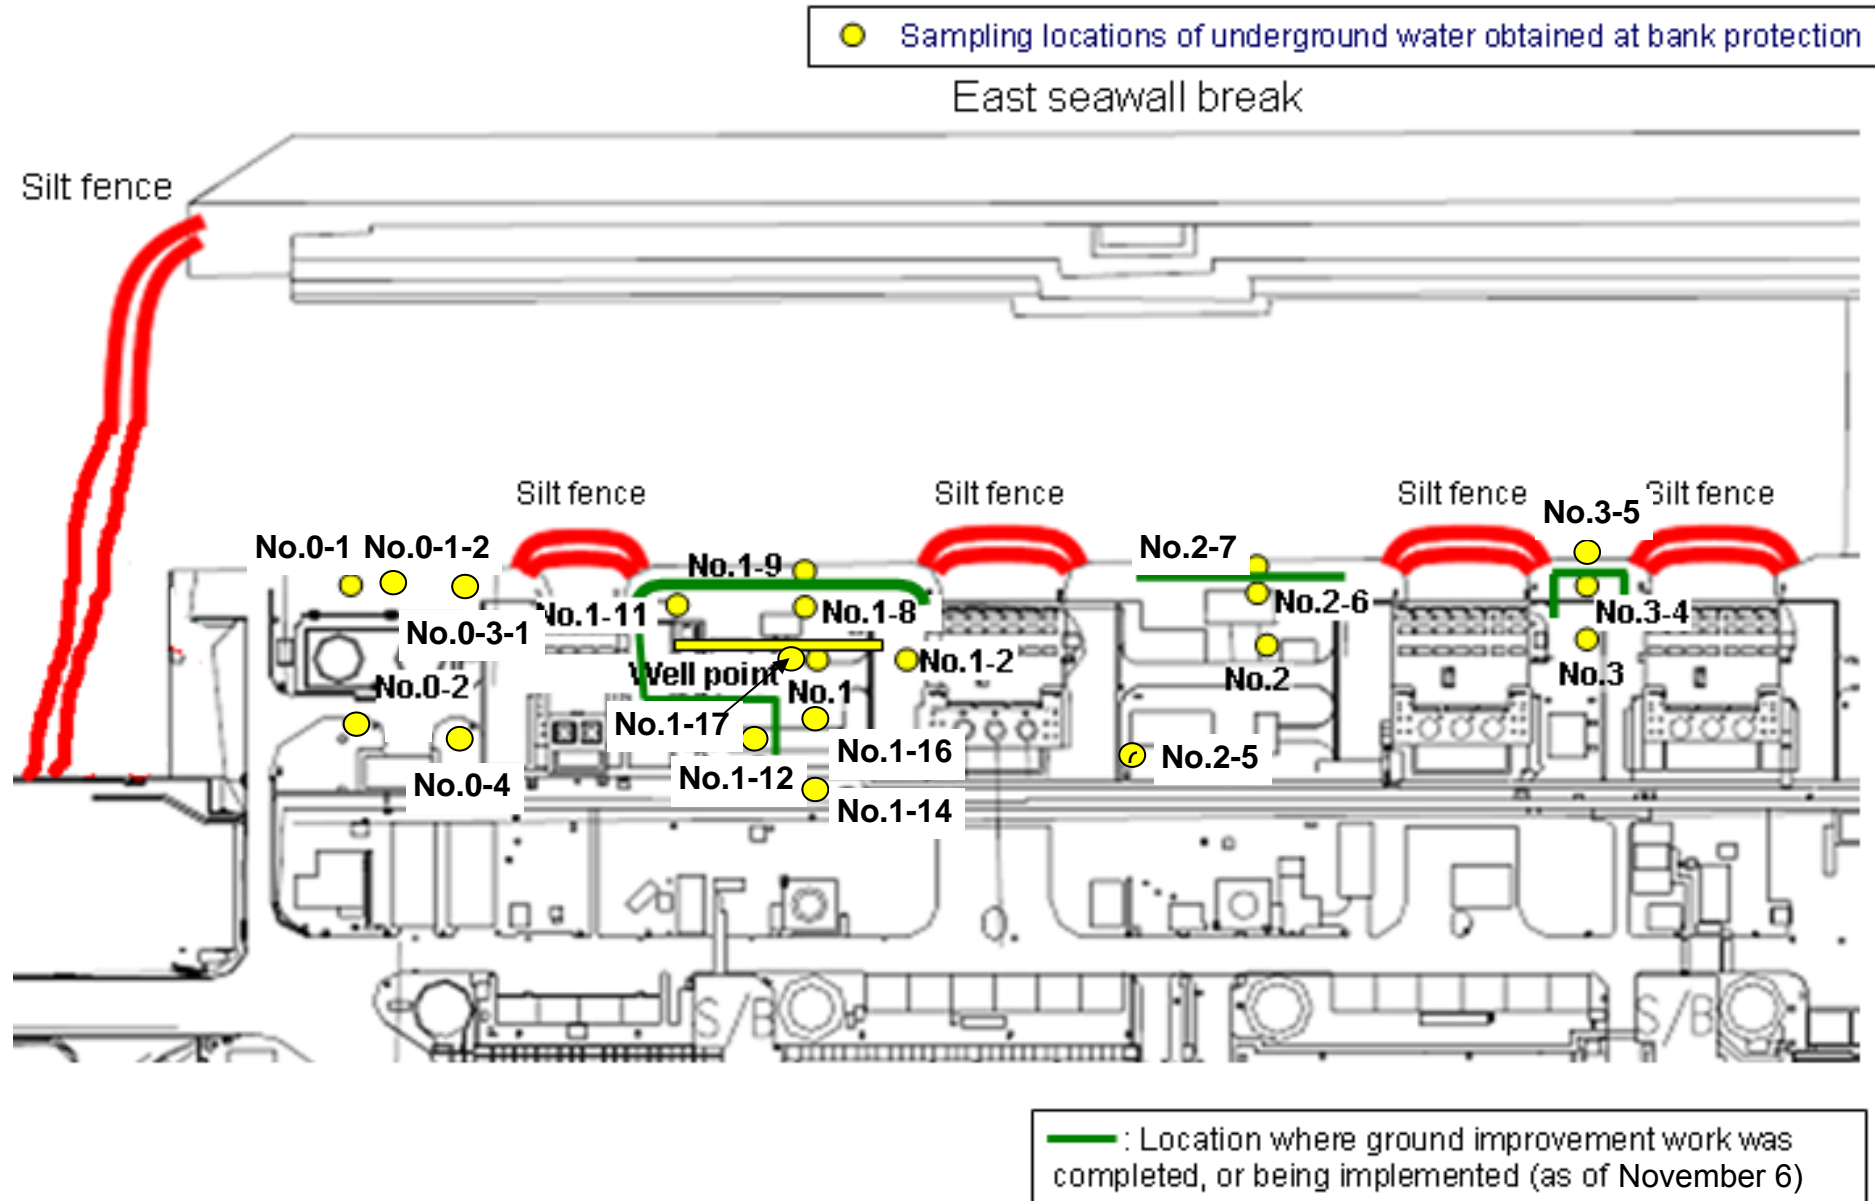 Sampling locations of underground water obtained at bank protection
East seawall break
Silt fence
Silt fence
Silt fence
Silt fence
Silt fence
No.3-5
No.0-1
No.0-1-2
No.2-7
No.1-9
No.1-11
No.1-8
No.2-6
No.3-4
No.0-3-1
Well point
No.1-2
No.0-2
No.1
No.2
No.3
No.1-17
No.1-16
No.2-5
No.0-4
No.1-12
No.1-14
S/B
S/B
: Location where ground improvement work was
completed, or being implemented (as of November 6)